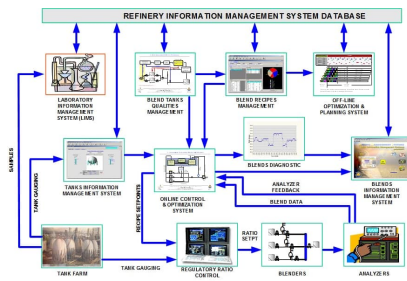 REFINERY INFORMATION MANAGEMENT SYSTEM DATABASE
LABORATORY
INFORMATION
MANAGEMENT
SYSTEM (LIMS)
BLEND TANKS
QUALITIES
MANAGEMENT
BLEND RECIPES
MANAGEMENT
OFF-LINE
OPTIMIZATION &
PLANNING SYSTEM
SAMPLES
TANK GAUGING
TANKS INFORMATION
MANAGEMENT SYSTEM
RECIPE SETPOINTS
ONLINE CONTROL
& OPTIMIZATION
SYSTEM
BLENDS DIAGNOSTIC
ANALYZER
FEEDBACK
BLEND DATA
BLENDS
INFORMATION
MANAGEMENT
SYSTEM
TANK FARM
TANK GAUGING
REGULATORY RATIO
CONTROL
RATIO
SETPT
BLENDERS
ANALYZERS